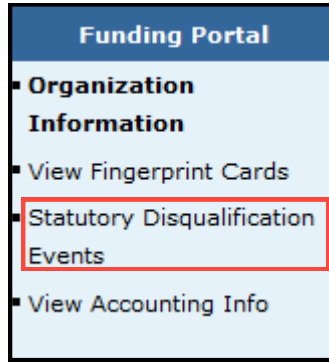 Funding Portal
Organization
Information
View Fingerprint Cards
Statutory Disqualification
Events
View Accounting Info